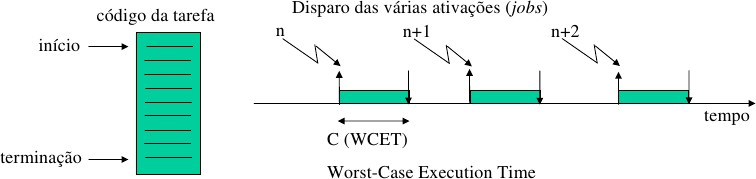 código da tarefa
início
terminação
Disparo das várias ativações (jobs)
n
n+1
n+2
tempo
C (WCET)
Worst-Case Execution Time